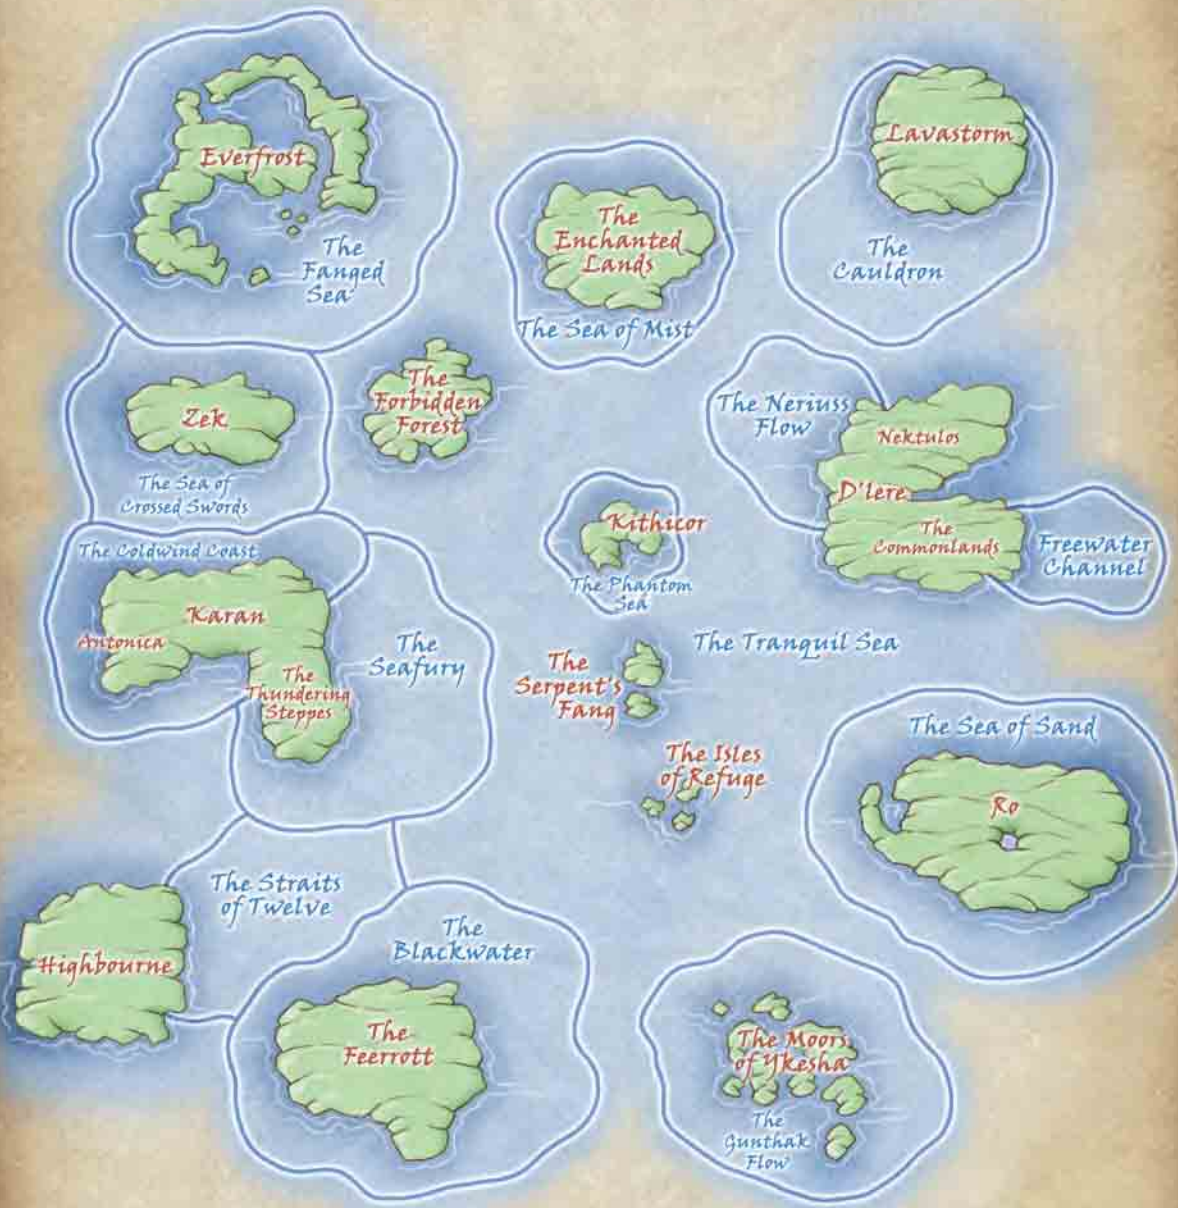 Everfrost
The
Fanged
Sea
The
Enchanted
Lands
The Sea of Mist
Lavastorm
The
Cauldron
Zek
The Sea of
Crossed Swords
The
Forbidden
Forest
The Neriuss
Flow
Nektulos
D'lere
The
Commonlands
Freewater
Channel
Kithicor
The Phantom
Sea
The Coldwind Coast
Karan
Antonica
The
Thundering
Steppes
The
Seafury
The
Serpent's
Fang
The Tranquil Sea
The Isles
of Refuge
The Sea of Sand
Ro
The Straits
of Twelve
Highbourne
The
Blackwater
The
Feerrott
The Moors
of Ykesha
The
Gunthak
Flow